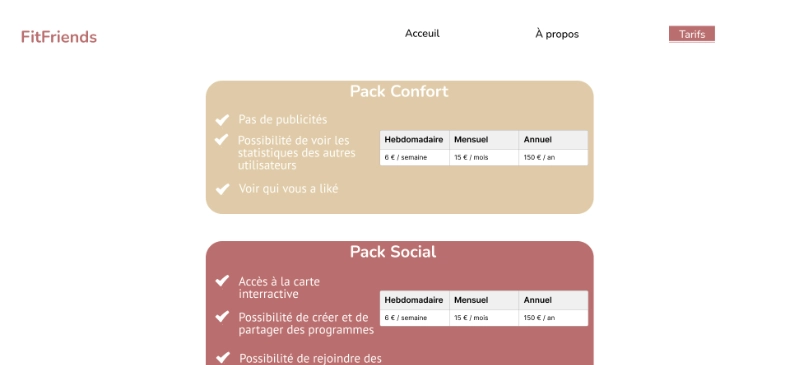 FitFriends
Acceuil
À propos
Tarifs
Pack Confort
Pas de publicités
Possibilité de voir les
statistiques des autres
utilisateurs
Voir qui vous a liké
Hebdomadaire Mensuel Annuel
6 € / semaine 15 € / mois 150 € / an
Pack Social
Accès à la carte
interractive
Possibilité de créer et de
partager des programmes
Possibilité de rejoindre des
Hebdomadaire Mensuel Annuel
6 € / semaine 15 € / mois 150 € / an